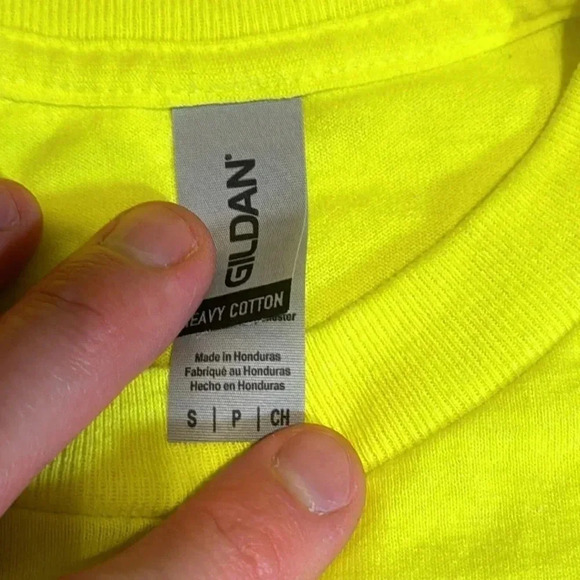 GILDAN®
EAVY COTTON
Made in Honduras
Fabriqué au Honduras
Hecho en Honduras
S | P | CH